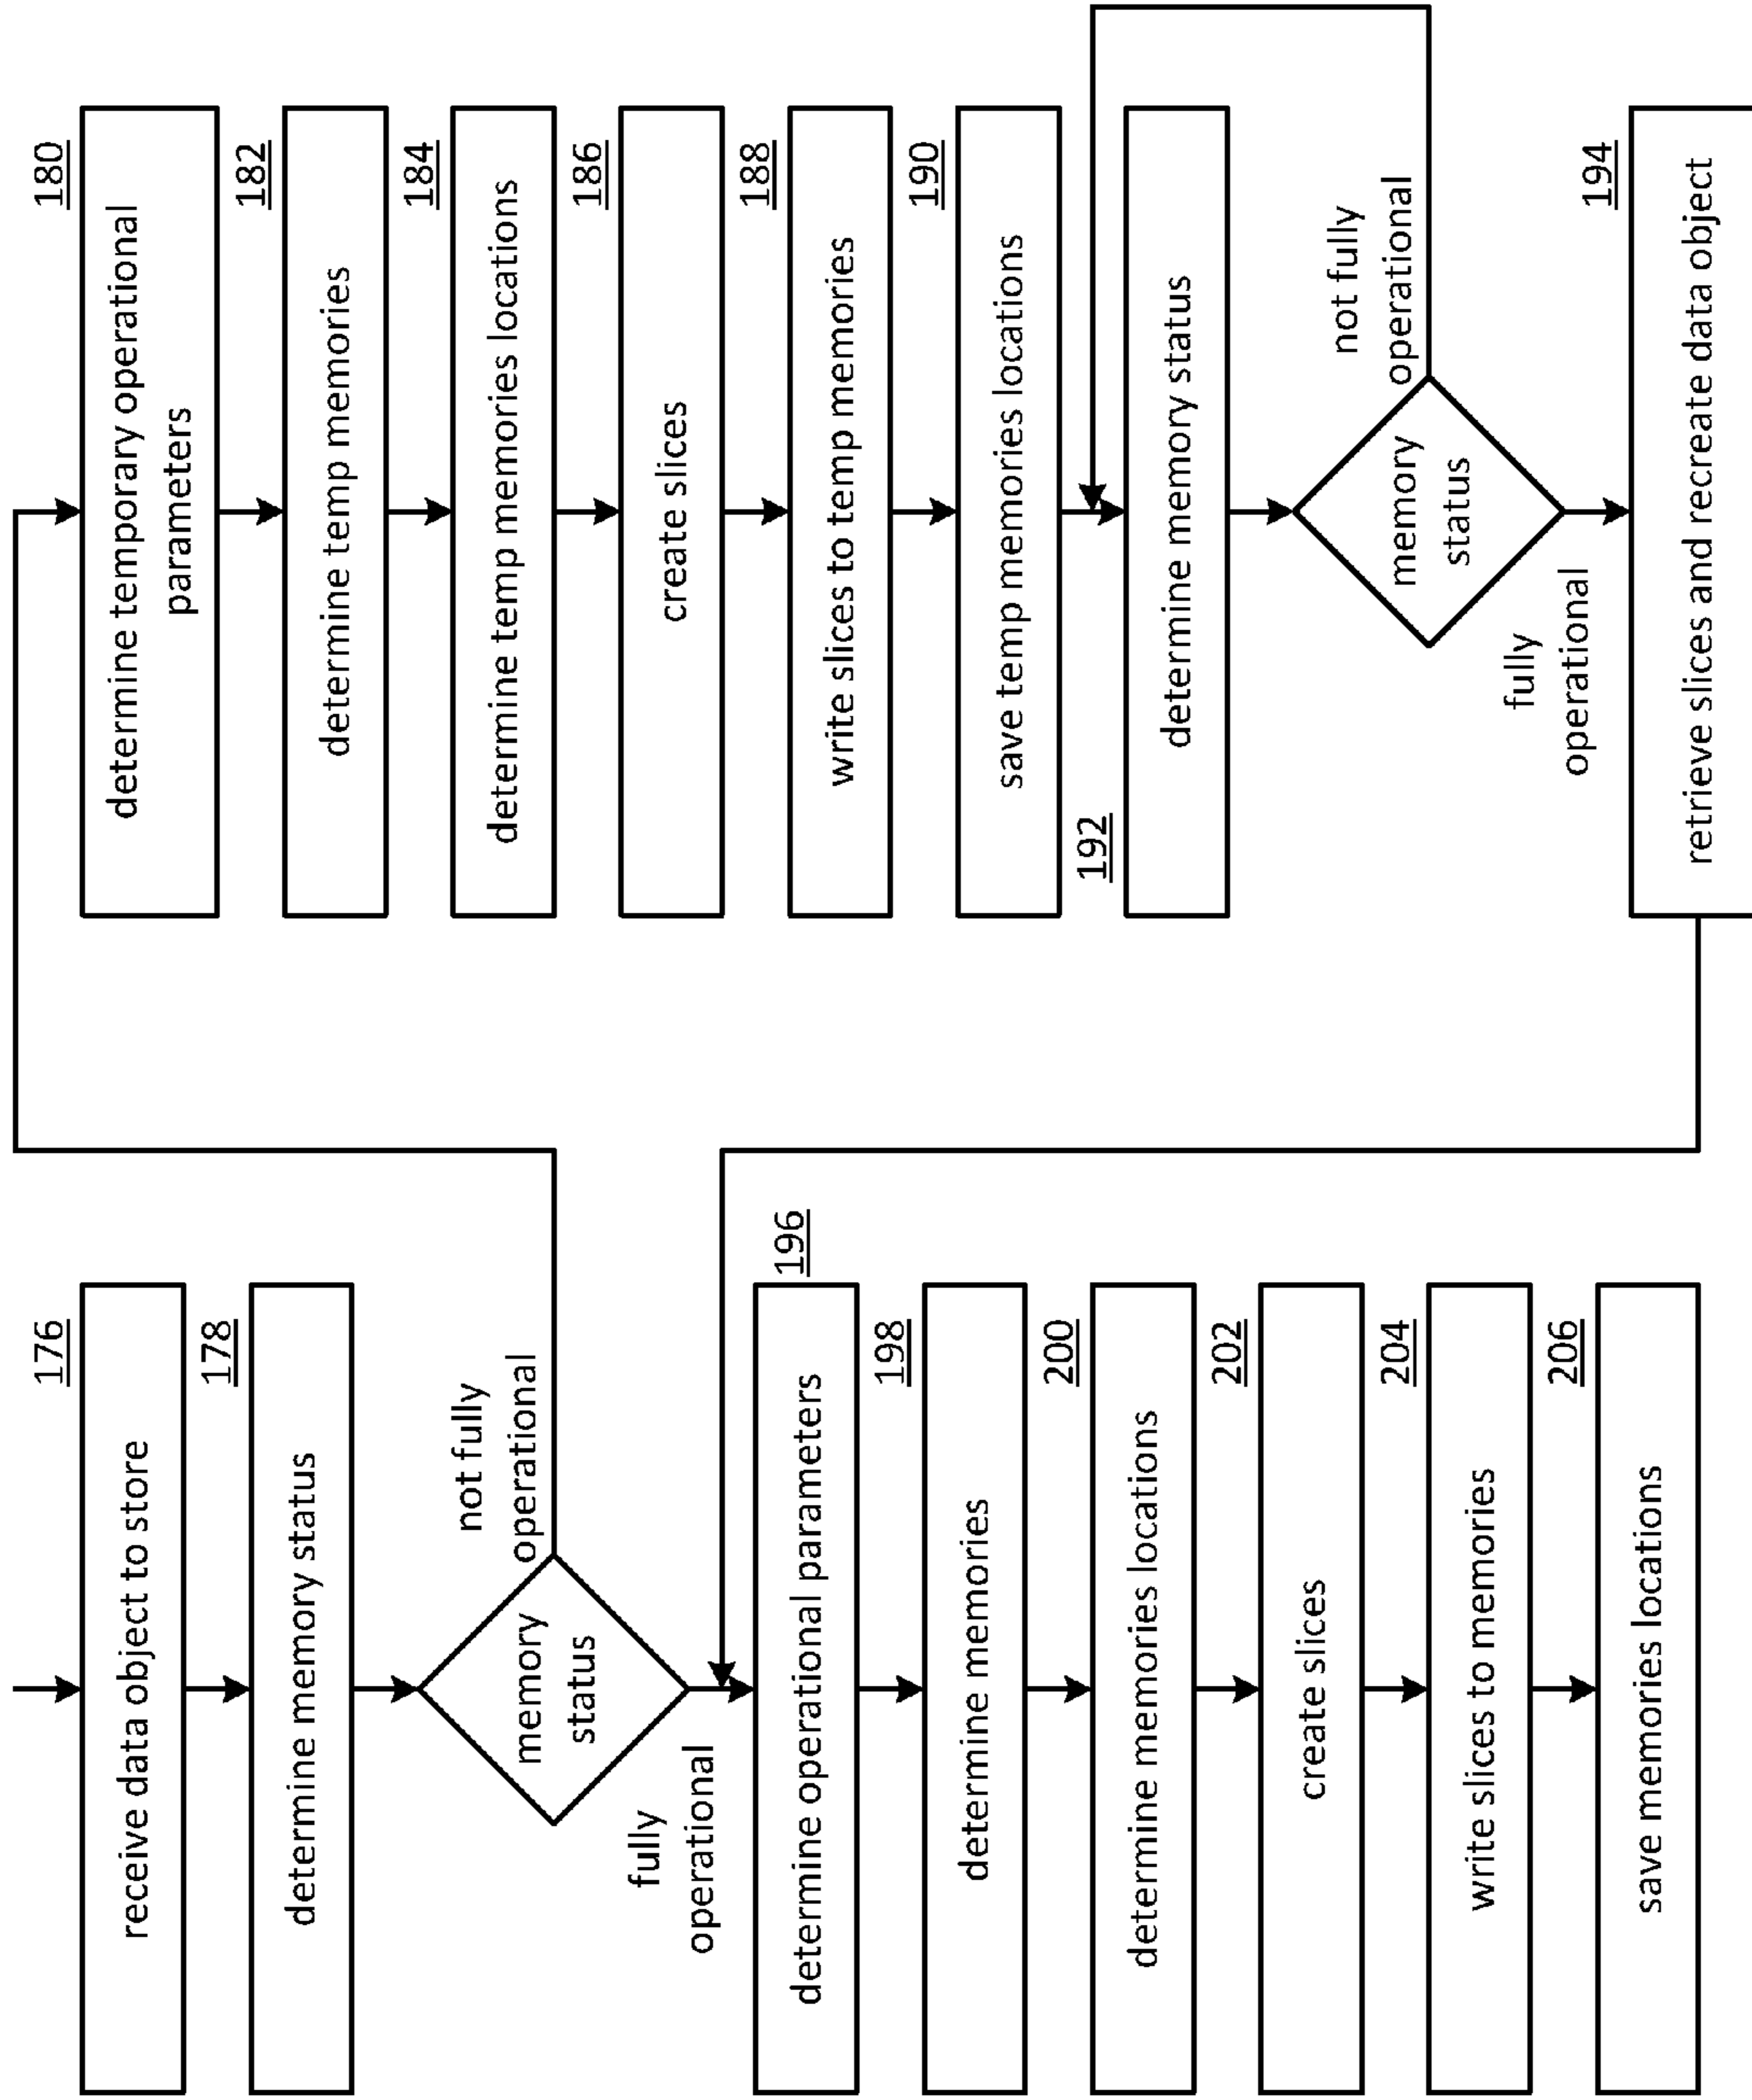 176
receive data object to store
178
determine memory status
memory
status
not fully
operational
fully
operational
196
determine operational parameters
198
determine memories
200
determine memories locations
202
create slices
204
write slices to memories
206
save memories locations
180
determine temporary operational
parameters
182
determine temp memories
184
determine temp memories locations
186
create slices
188
write slices to temp memories
190
save temp memories locations
192
determine memory status
memory
status
not fully
operational
fully
operational
194
retrieve slices and recreate data object